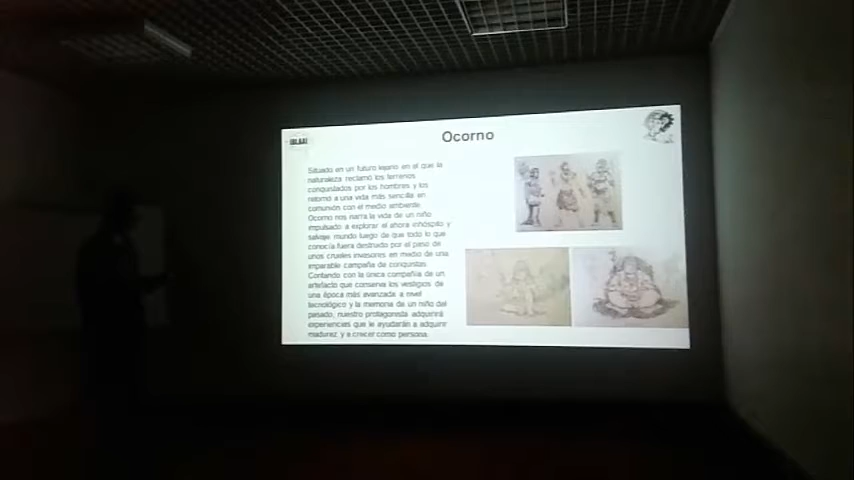 Ocorno
Situado en un futuro lejano en el que la
naturaleza reclamó los terrenos
conquistados por los hombres y los
retornó a una vida más sencilla en
comunión con el medio ambiente.
Ocorno nos narra la vida de un niño
impulsado a explorar el ahora inhóspito y
salvaje mundo luego de que todo lo que
conocía fuera destruido por el paso de
unos crueles invasores en medio de una
imparable campaña de conquistas.
Contando con la única compañía de un
artefacto que conserva los vestigios de
una época más avanzada a nivel
tecnológico y la memoria de un niño del
pasado, nuestro protagonista adquirirá
experiencias que le ayudarán a adquirir
madurez y a crecer como persona.